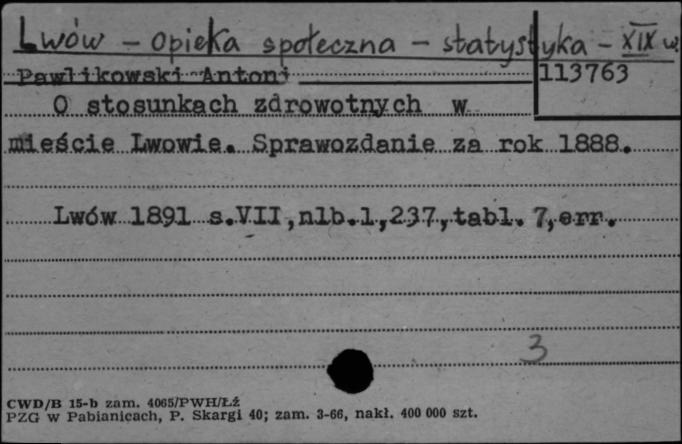 Lwów - opieka społeczna - statystyka - XIX w.
Pawlikowski Antoni
113763
O stosunkach zdrowotnych w
mieście Lwowie. Sprawozdanie za rok 1888.
Lwów 1891 s.VII,nlb.1,237,tabl. 7,err.
3
CWD/B 15-b zam. 4065/PWH/Łż
PZG w Pabianicach, P. Skargi 40; zam. 3-66, nakł. 400 000 szt.